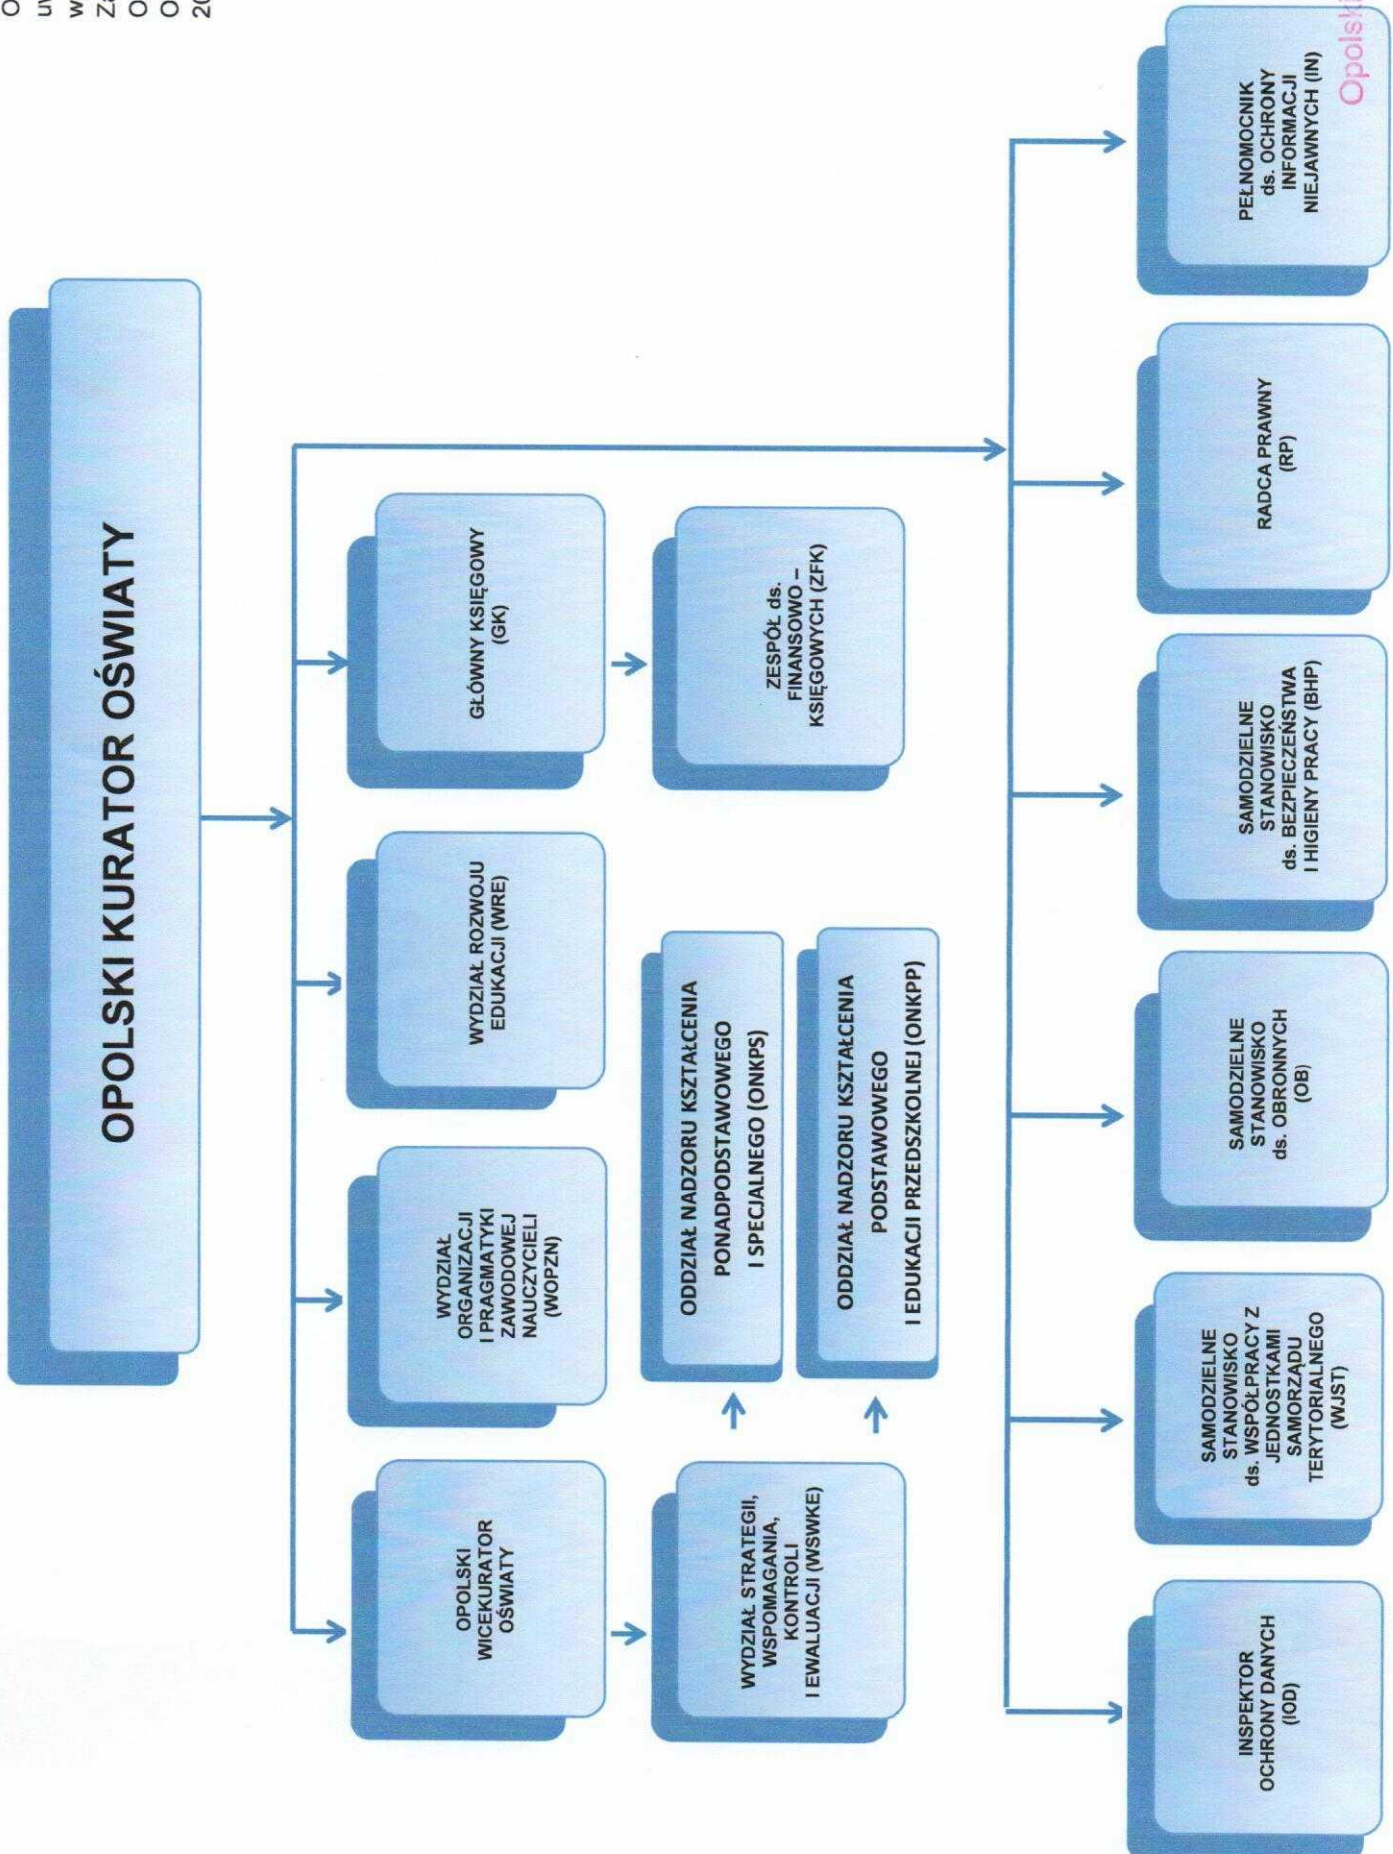 OPOLSKI KURATOR OŚWIATY
OPOLSKI
WICEKURATOR
OŚWIATY
WYDZIAŁ
ORGANIZACJI
I PRAGMATYKI
ZAWODOWEJ
NAUCZYCIELI
(WOPZN)
WYDZIAŁ ROZWOJU
EDUKACJI (WRE)
GŁÓWNY KSIĘGOWY
(GK)
WYDZIAŁ STRATEGII,
WSPOMAGANIA,
KONTROLI
I EWALUACJI (WSWKE)
ODDZIAŁ NADZORU KSZTAŁCENIA
PONADPODSTAWOWEGO
I SPECJALNEGO (ONKPS)
ODDZIAŁ NADZORU KSZTAŁCENIA
PODSTAWOWEGO
I EDUKACJI PRZEDSZKOLNEJ (ONKPP)
ZESPÓŁ ds.
FINANSOWO –
KSIĘGOWYCH (ZFK)
INSPEKTOR
OCHRONY DANYCH
(IOD)
SAMODZIELNE
STANOWISKO
ds. WSPÓŁPRACY Z
JEDNOSTKAMI
SAMORZĄDU
TERYTORIALNEGO
(WJST)
SAMODZIELNE
STANOWISKO
ds. OBRONNYCH
(OB)
SAMODZIELNE
STANOWISKO
ds. BEZPIECZEŃSTWA
I HIGIENY PRACY (BHP)
RADCA PRAWNY
(RP)
PEŁNOMOCNIK
ds. OCHRONY
INFORMACJI
NIEJAWNYCH (IN)
Opolski